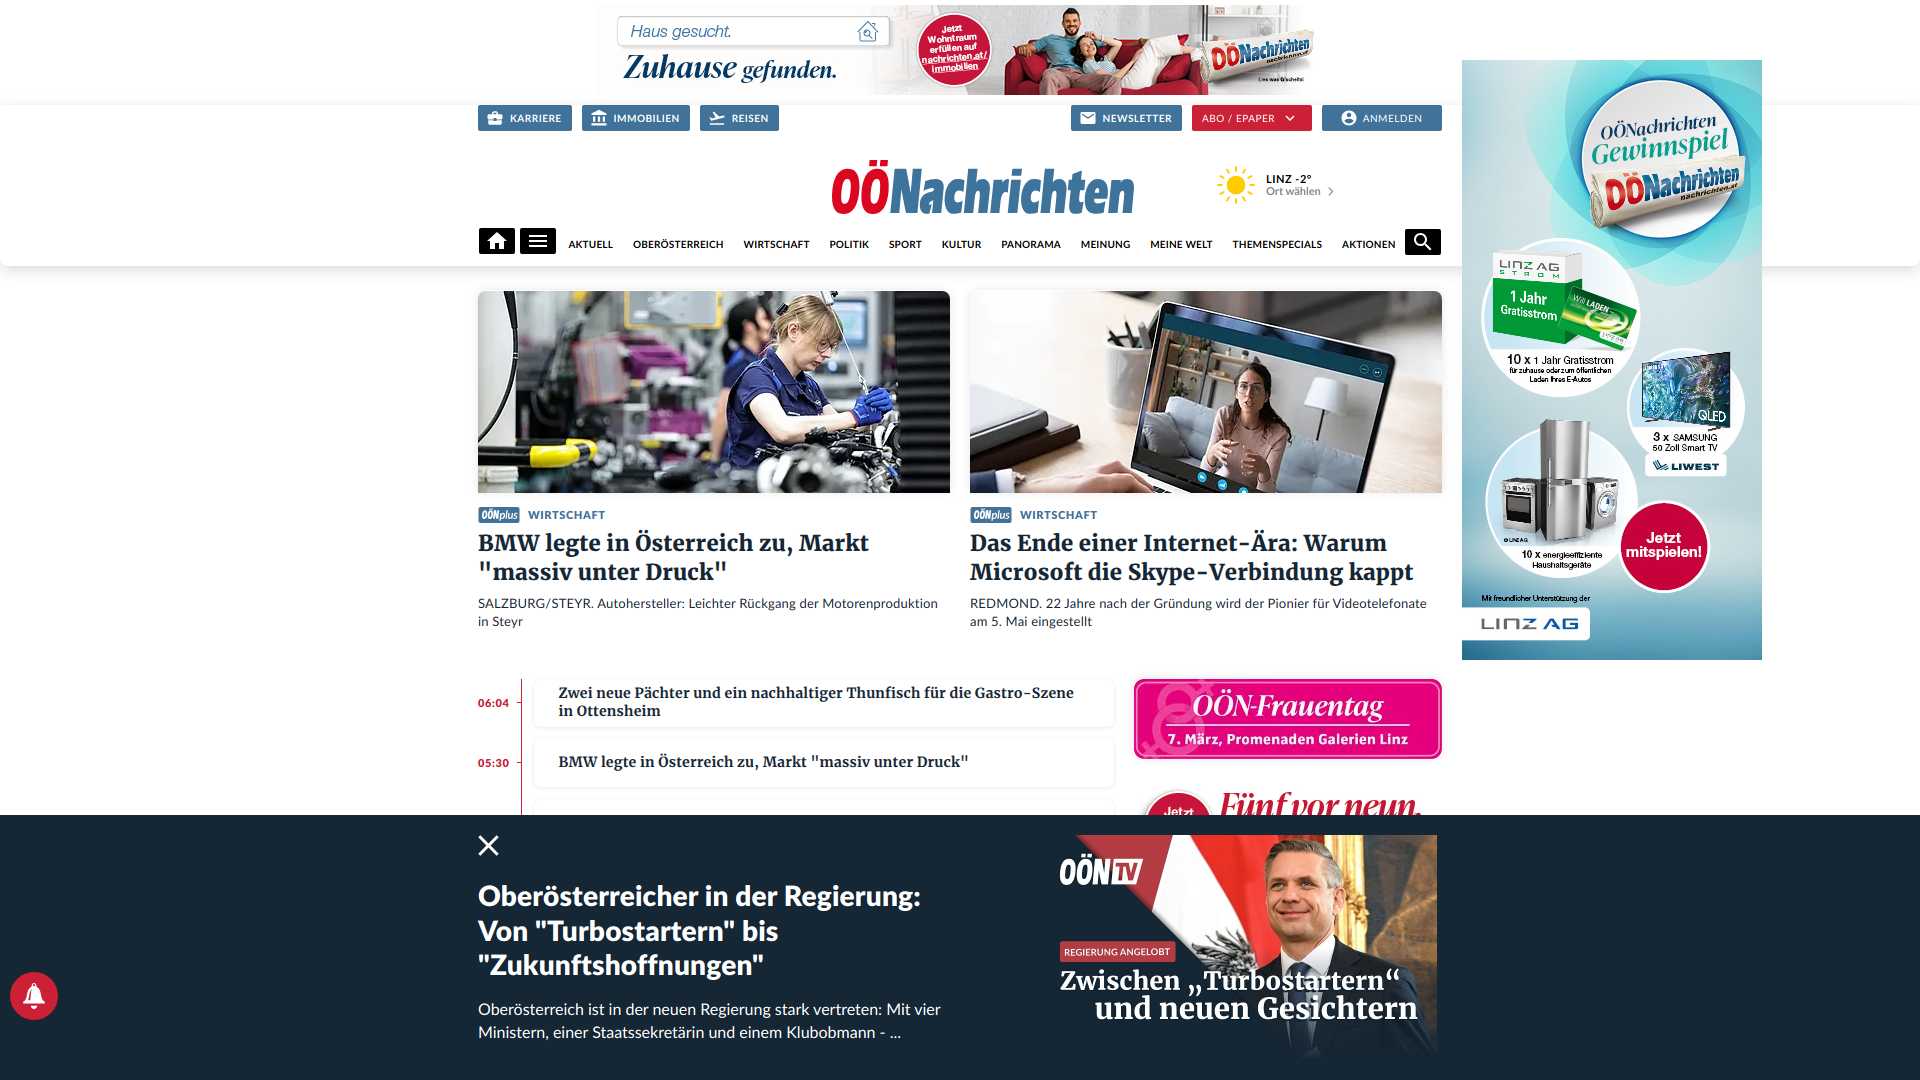 Haus gesucht.
Zuhause gefunden.
Jetzt
Wohntraum
erfüllen auf
nachrichten.at/
immobilien
OÖNachrichten
Lies was G'scheits!
KARRIERE
IMMOBILIEN
REISEN
NEWSLETTER
ABO / EPAPER
ANMELDEN
OÖNachrichten
LINZ -2°
Ort wählen
AKTUELL
OBERÖSTERREICH
WIRTSCHAFT
POLITIK
SPORT
KULTUR
PANORAMA
MEINUNG
MEINE WELT
THEMENSPECIALS
AKTIONEN
OÖNplus WIRTSCHAFT
BMW legte in Österreich zu, Markt
"massiv unter Druck"
SALZBURG/STEYR. Autohersteller: Leichter Rückgang der Motorenproduktion
in Steyr
OÖNplus WIRTSCHAFT
Das Ende einer Internet-Ära: Warum
Microsoft die Skype-Verbindung kappt
REDMOND. 22 Jahre nach der Gründung wird der Pionier für Videotelefonate
am 5. Mai eingestellt
OÖNachrichten
Gewinnspiel
OÖNachrichten
nachrichten.at
LINZ AG
STROM
1 Jahr
Gratisstrom
Will LADEN
10 x 1 Jahr Gratisstrom
für zuhause oder zum öffentlichen
Laden Ihres E-Autos
QLED
3 x SAMSUNG
50 Zoll Smart TV
LIWEST
© LINZ AG
10 x energieeffiziente
Haushaltsgeräte
Jetzt
mitspielen!
Mit freundlicher Unterstützung der
LINZ AG
06:04
Zwei neue Pächter und ein nachhaltiger Thunfisch für die Gastro-Szene
in Ottensheim
05:30
BMW legte in Österreich zu, Markt "massiv unter Druck"
OÖN-Frauentag
7. März, Promenaden Galerien Linz
Jetzt
Fünf vor neun.
Oberösterreicher in der Regierung:
Von "Turbostartern" bis
"Zukunftshoffnungen"
Oberösterreich ist in der neuen Regierung stark vertreten: Mit vier
Ministern, einer Staatssekretärin und einem Klubobmann - ...
OÖN TV
REGIERUNG ANGELOBT
Zwischen „Turbostartern“
und neuen Gesichtern